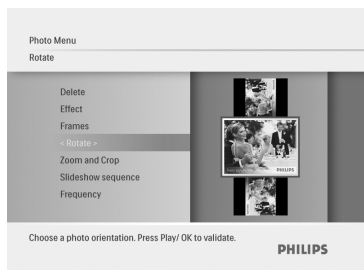 Photo Menu
Rotate
Delete
Effect
Frames
< Rotate >
Zoom and Crop
Slideshow sequence
Frequency
PHILIPS
Choose a photo orientation. Press Play/ OK to validate.
PHILIPS